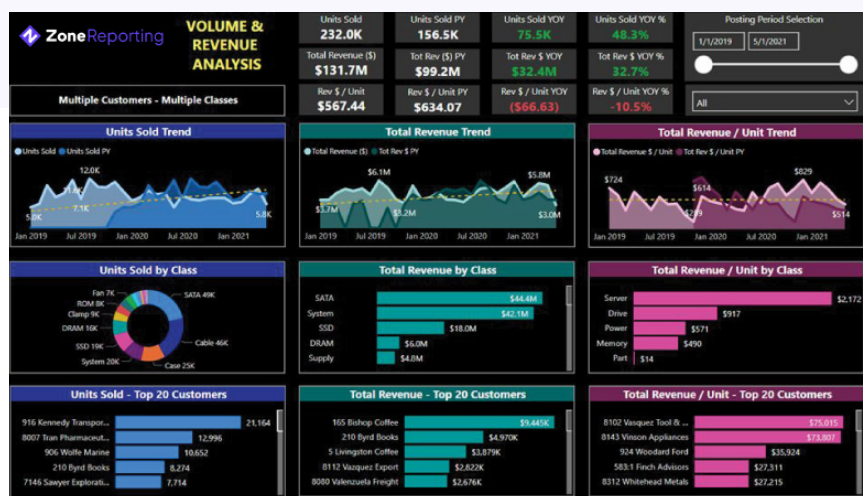 ZoneReporting
VOLUME &
REVENUE
ANALYSIS
Multiple Customers - Multiple Classes
Units Sold
232.0K
Units Sold PY
156.5K
Units Sold YOY
75.5K
Units Sold YOY %
48.3%
Total Revenue ($)
$131.7M
Tot Rev ($) PY
$99.2M
Tot Rev $ YOY
$32.4M
Tot Rev $ YOY %
32.7%
Rev $ / Unit
$567.44
Rev $ / Unit PY
$634.07
Rev $ / Unit YOY
($66.63)
Rev $ / Unit YOY %
-10.5%
Posting Period Selection
1/1/2019 5/1/2021
All
Units Sold Trend
Units Sold Units Sold PY
12.0K
7.1K
5.0K
5.8K
Jan 2019 Jul 2019 Jan 2020 Jul 2020 Jan 2021
Total Revenue Trend
Total Revenue ($) Tot Rev $ PY
$6.1M
$5.8M
$3.7M
$3.2M
$3.0M
Jan 2019 Jul 2019 Jan 2020 Jul 2020 Jan 2021
Total Revenue / Unit Trend
Total Revenue $ / Unit Tot Rev $ / Unit PY
$724
$829
$614
$514
Jan 2019 Jul 2019 Jan 2020 Jul 2020 Jan 2021
Units Sold by Class
Fan 7K
ROM 8K
Clamp 9K
DRAM 16K
SSD 19K
System 20K
Case 25K
Cable 46K
SATA 49K
Total Revenue by Class
SATA $44.4M
System $42.1M
SSD $18.0M
DRAM $6.0M
Supply $4.8M
Total Revenue / Unit by Class
Server $2,172
Drive $917
Power $571
Memory $490
Part $14
Units Sold - Top 20 Customers
916 Kennedy Transpor... 21,164
8007 Tran Pharmaceut... 12,996
906 Wolfe Marine 10,652
210 Byrd Books 8,274
7146 Sawyer Explorati... 7,714
Total Revenue - Top 20 Customers
165 Bishop Coffee $9,445K
210 Byrd Books $4,970K
5 Livingston Coffee $3,879K
8112 Vazquez Export $2,822K
8080 Valenzuela Freight $2,676K
Total Revenue / Unit - Top 20 Customers
8102 Vasquez Tool & ... $75,015
8143 Vinson Appliances $73,807
924 Woodard Ford $35,924
583:1 Finch Advisors $27,311
8312 Whitehead Metals $27,215